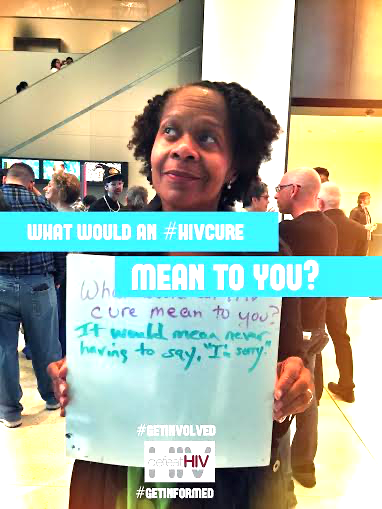 WHAT WOULD AN #HIVCURE
MEAN TO YOU?
cure mean to you?
It would mean never
having to say, "I'm sorry."
#GETINVOLVED
defeatHIV
#GETINFORMED